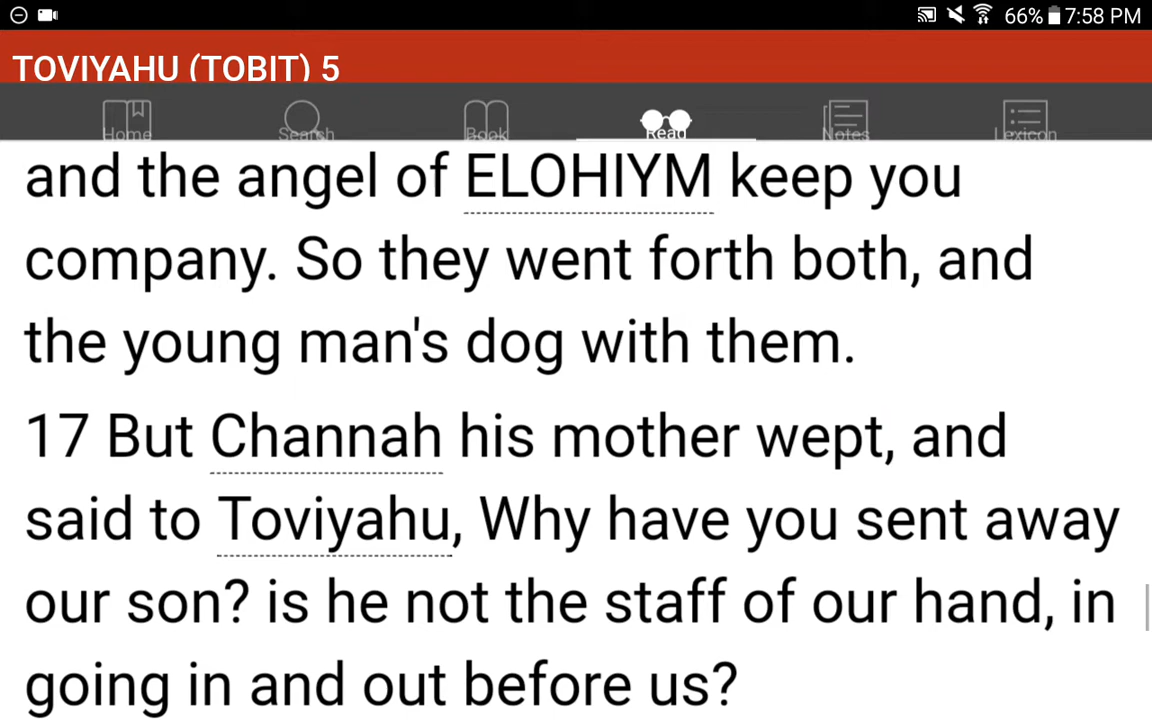 66% 7:58 PM
TOVIYAHU (TOBIT) 5
Home Search Book Read Notes Lexicon
and the angel of ELOHIYM keep you
company. So they went forth both, and
the young man's dog with them.
17 But Channah his mother wept, and
said to Toviyahu, Why have you sent away
our son? is he not the staff of our hand, in
going in and out before us?